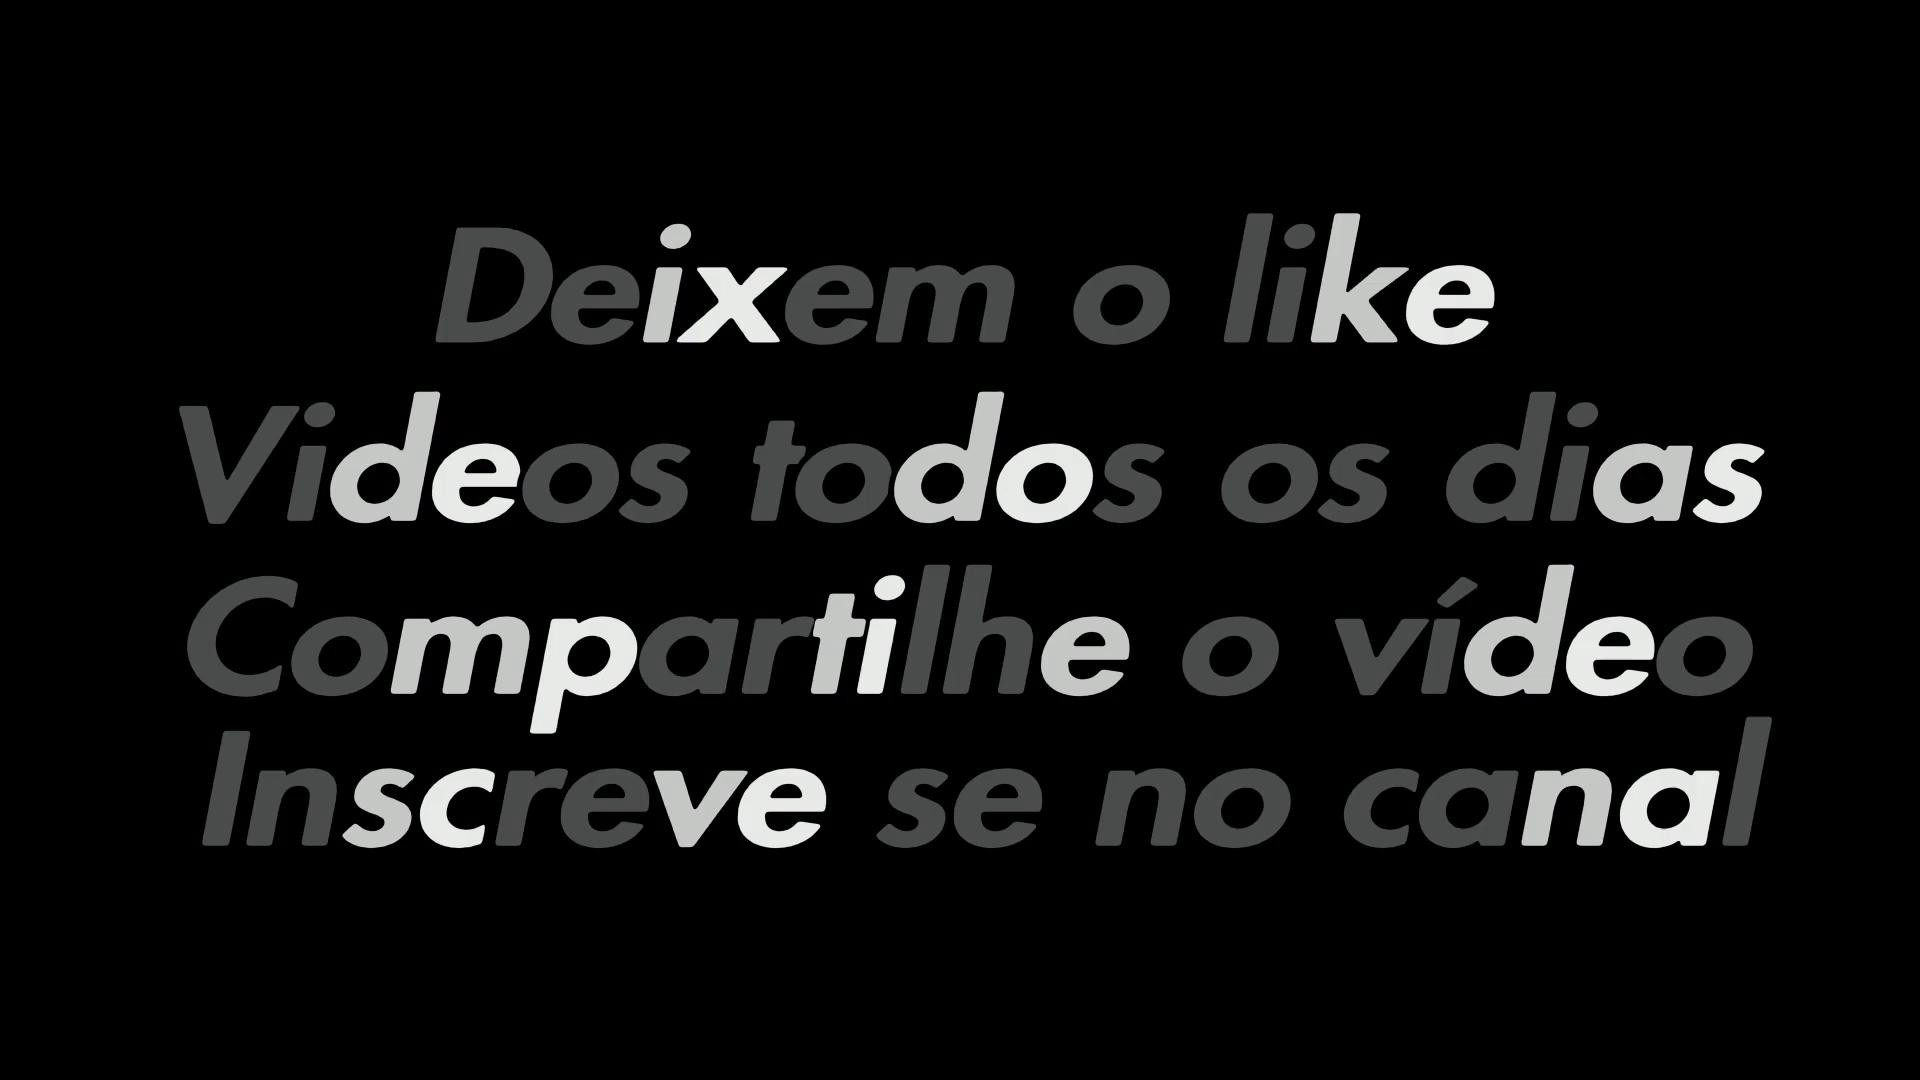 Deixem o like
Videos todos os dias
Compartilhe o vídeo
Inscreve se no canal